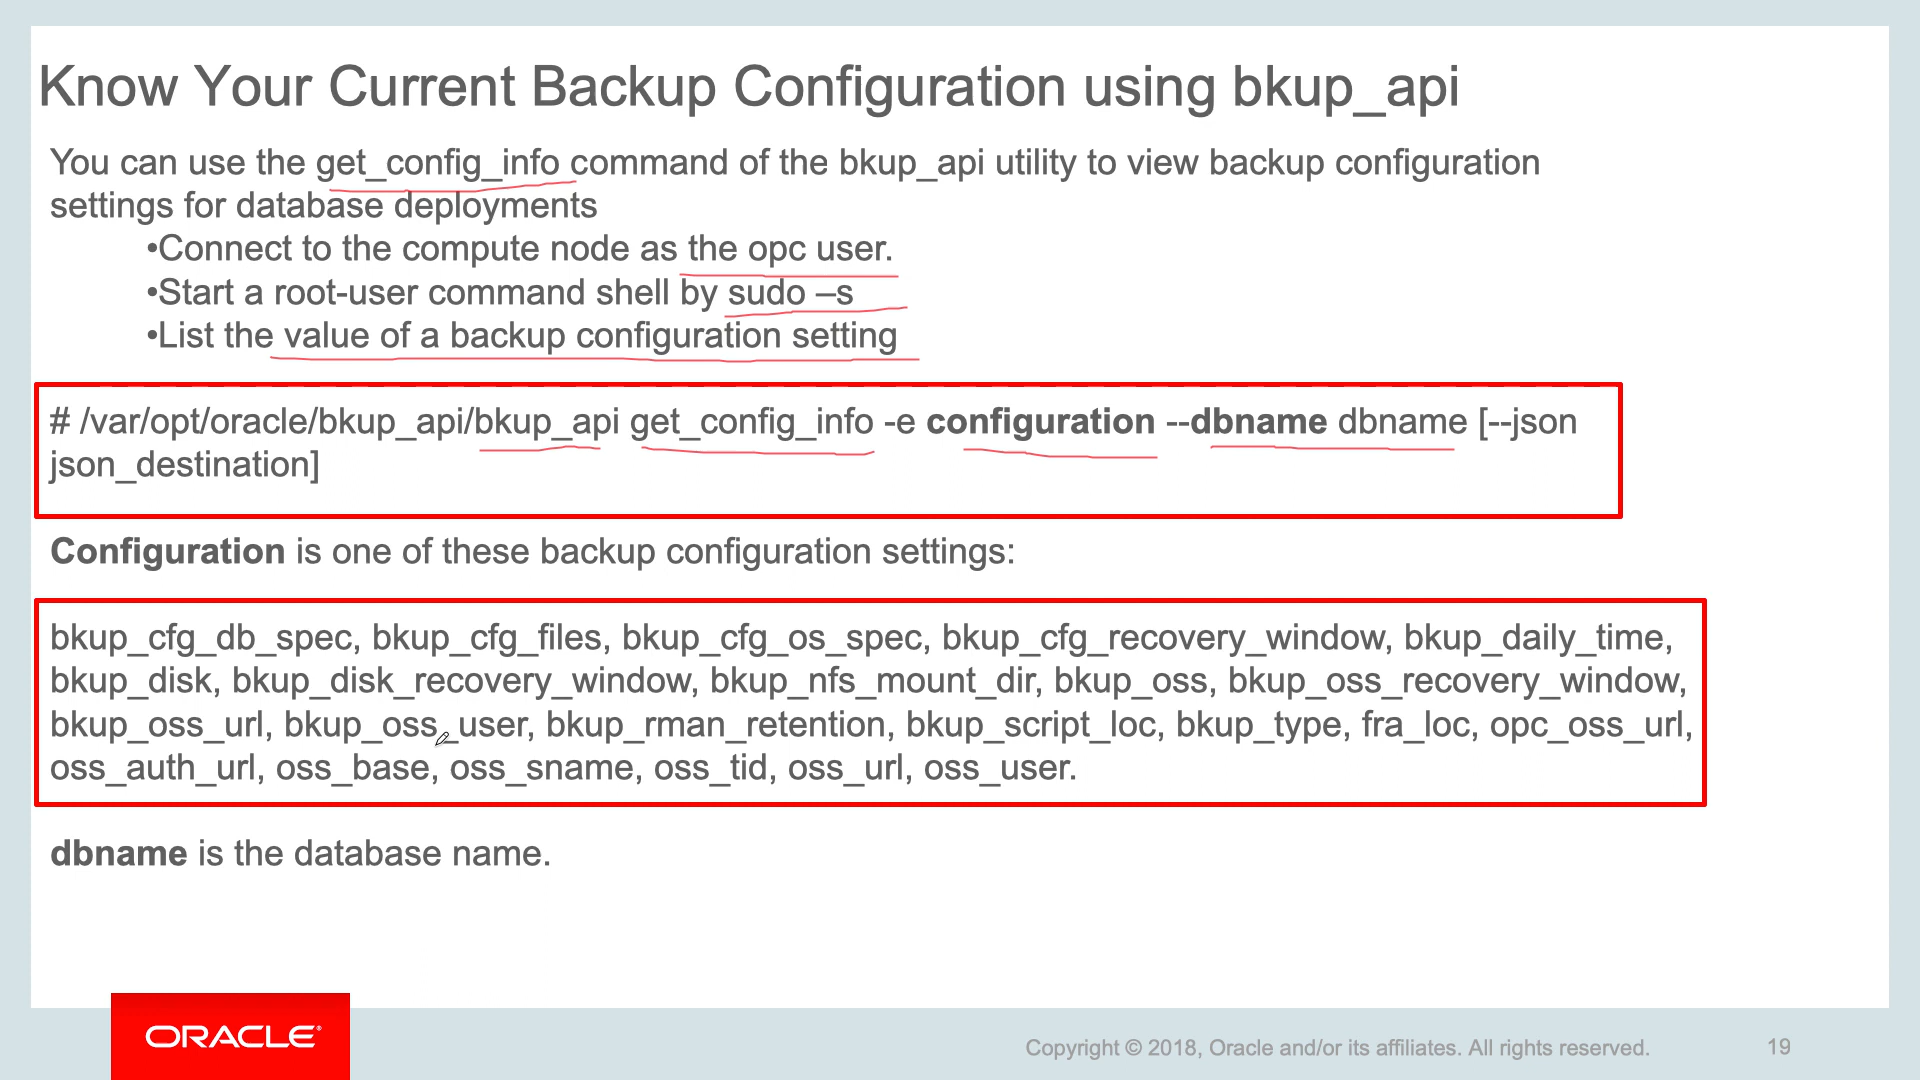 Know Your Current Backup Configuration using bkup_api
You can use the get_config_info command of the bkup_api utility to view backup configuration
settings for database deployments
•Connect to the compute node as the opc user.
•Start a root-user command shell by sudo –s
•List the value of a backup configuration setting
# /var/opt/oracle/bkup_api/bkup_api get_config_info -e configuration --dbname dbname [--json
json_destination]
Configuration is one of these backup configuration settings:
bkup_cfg_db_spec, bkup_cfg_files, bkup_cfg_os_spec, bkup_cfg_recovery_window, bkup_daily_time,
bkup_disk, bkup_disk_recovery_window, bkup_nfs_mount_dir, bkup_oss, bkup_oss_recovery_window,
bkup_oss_url, bkup_oss_user, bkup_rman_retention, bkup_script_loc, bkup_type, fra_loc, opc_oss_url,
oss_auth_url, oss_base, oss_sname, oss_tid, oss_url, oss_user.
dbname is the database name.
ORACLE®
Copyright © 2018, Oracle and/or its affiliates. All rights reserved.
19